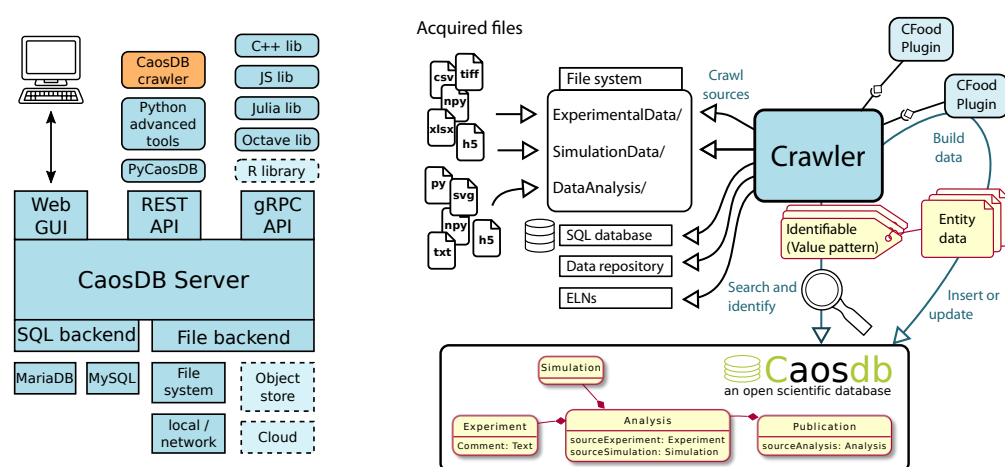 CaosDB
crawler
Python
advanced
tools
PyCaosDB
C++ lib
JS lib
Julia lib
Octave lib
R library
Web
GUI
REST
API
gRPC
API
CaosDB Server
SQL backend
File backend
MariaDB
MySQL
File
system
Object
store
local /
network
Cloud
Acquired files
csv
tiff
npy
xlsx
h5
py
svg
npy
h5
txt
File system
ExperimentalData/
SimulationData/
DataAnalysis/
SQL database
Data repository
ELNs
Crawl
sources
Crawler
CFood
Plugin
CFood
Plugin
Build
data
Identifiable
(Value pattern)
Entity
data
Search and
identify
Insert or
update
Caosdb
an open scientific database
Simulation
Experiment
Comment: Text
Analysis
sourceExperiment: Experiment
sourceSimulation: Simulation
Publication
sourceAnalysis: Analysis